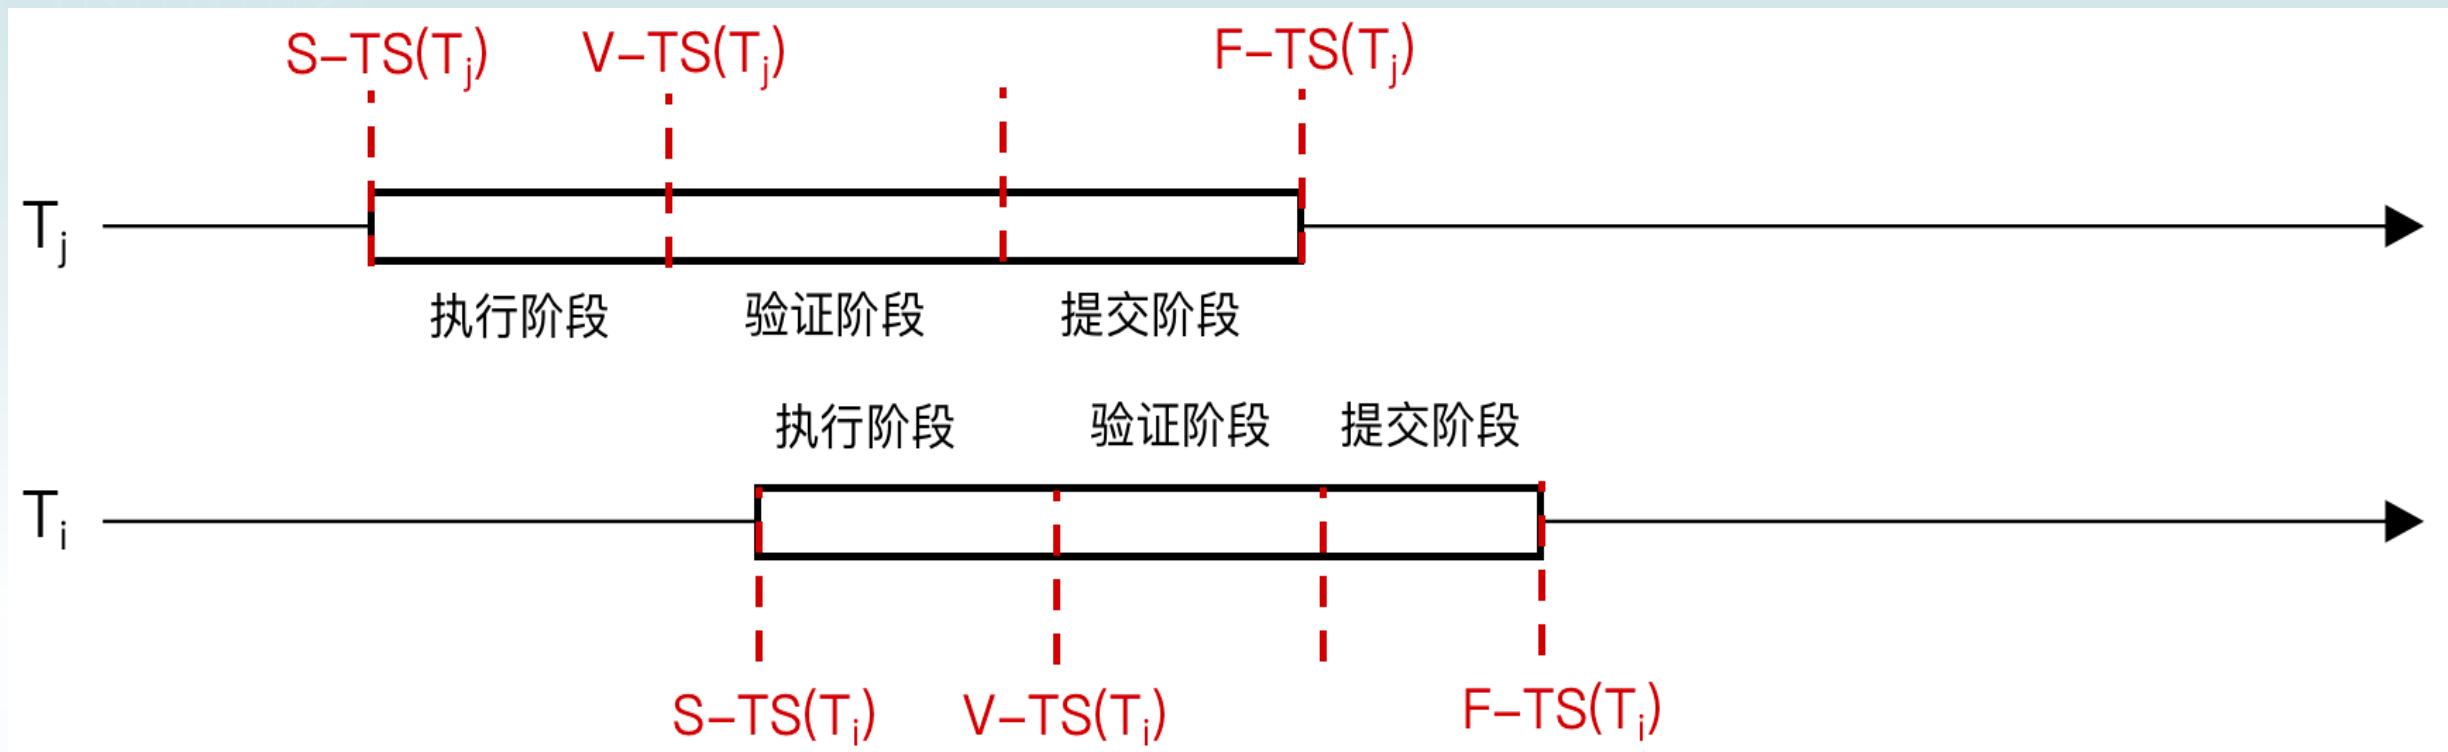 S-TS(Tj) V-TS(Tj) F-TS(Tj)
Tj
执行阶段 验证阶段 提交阶段
执行阶段 验证阶段 提交阶段
Ti
S-TS(Ti) V-TS(Ti) F-TS(Ti)